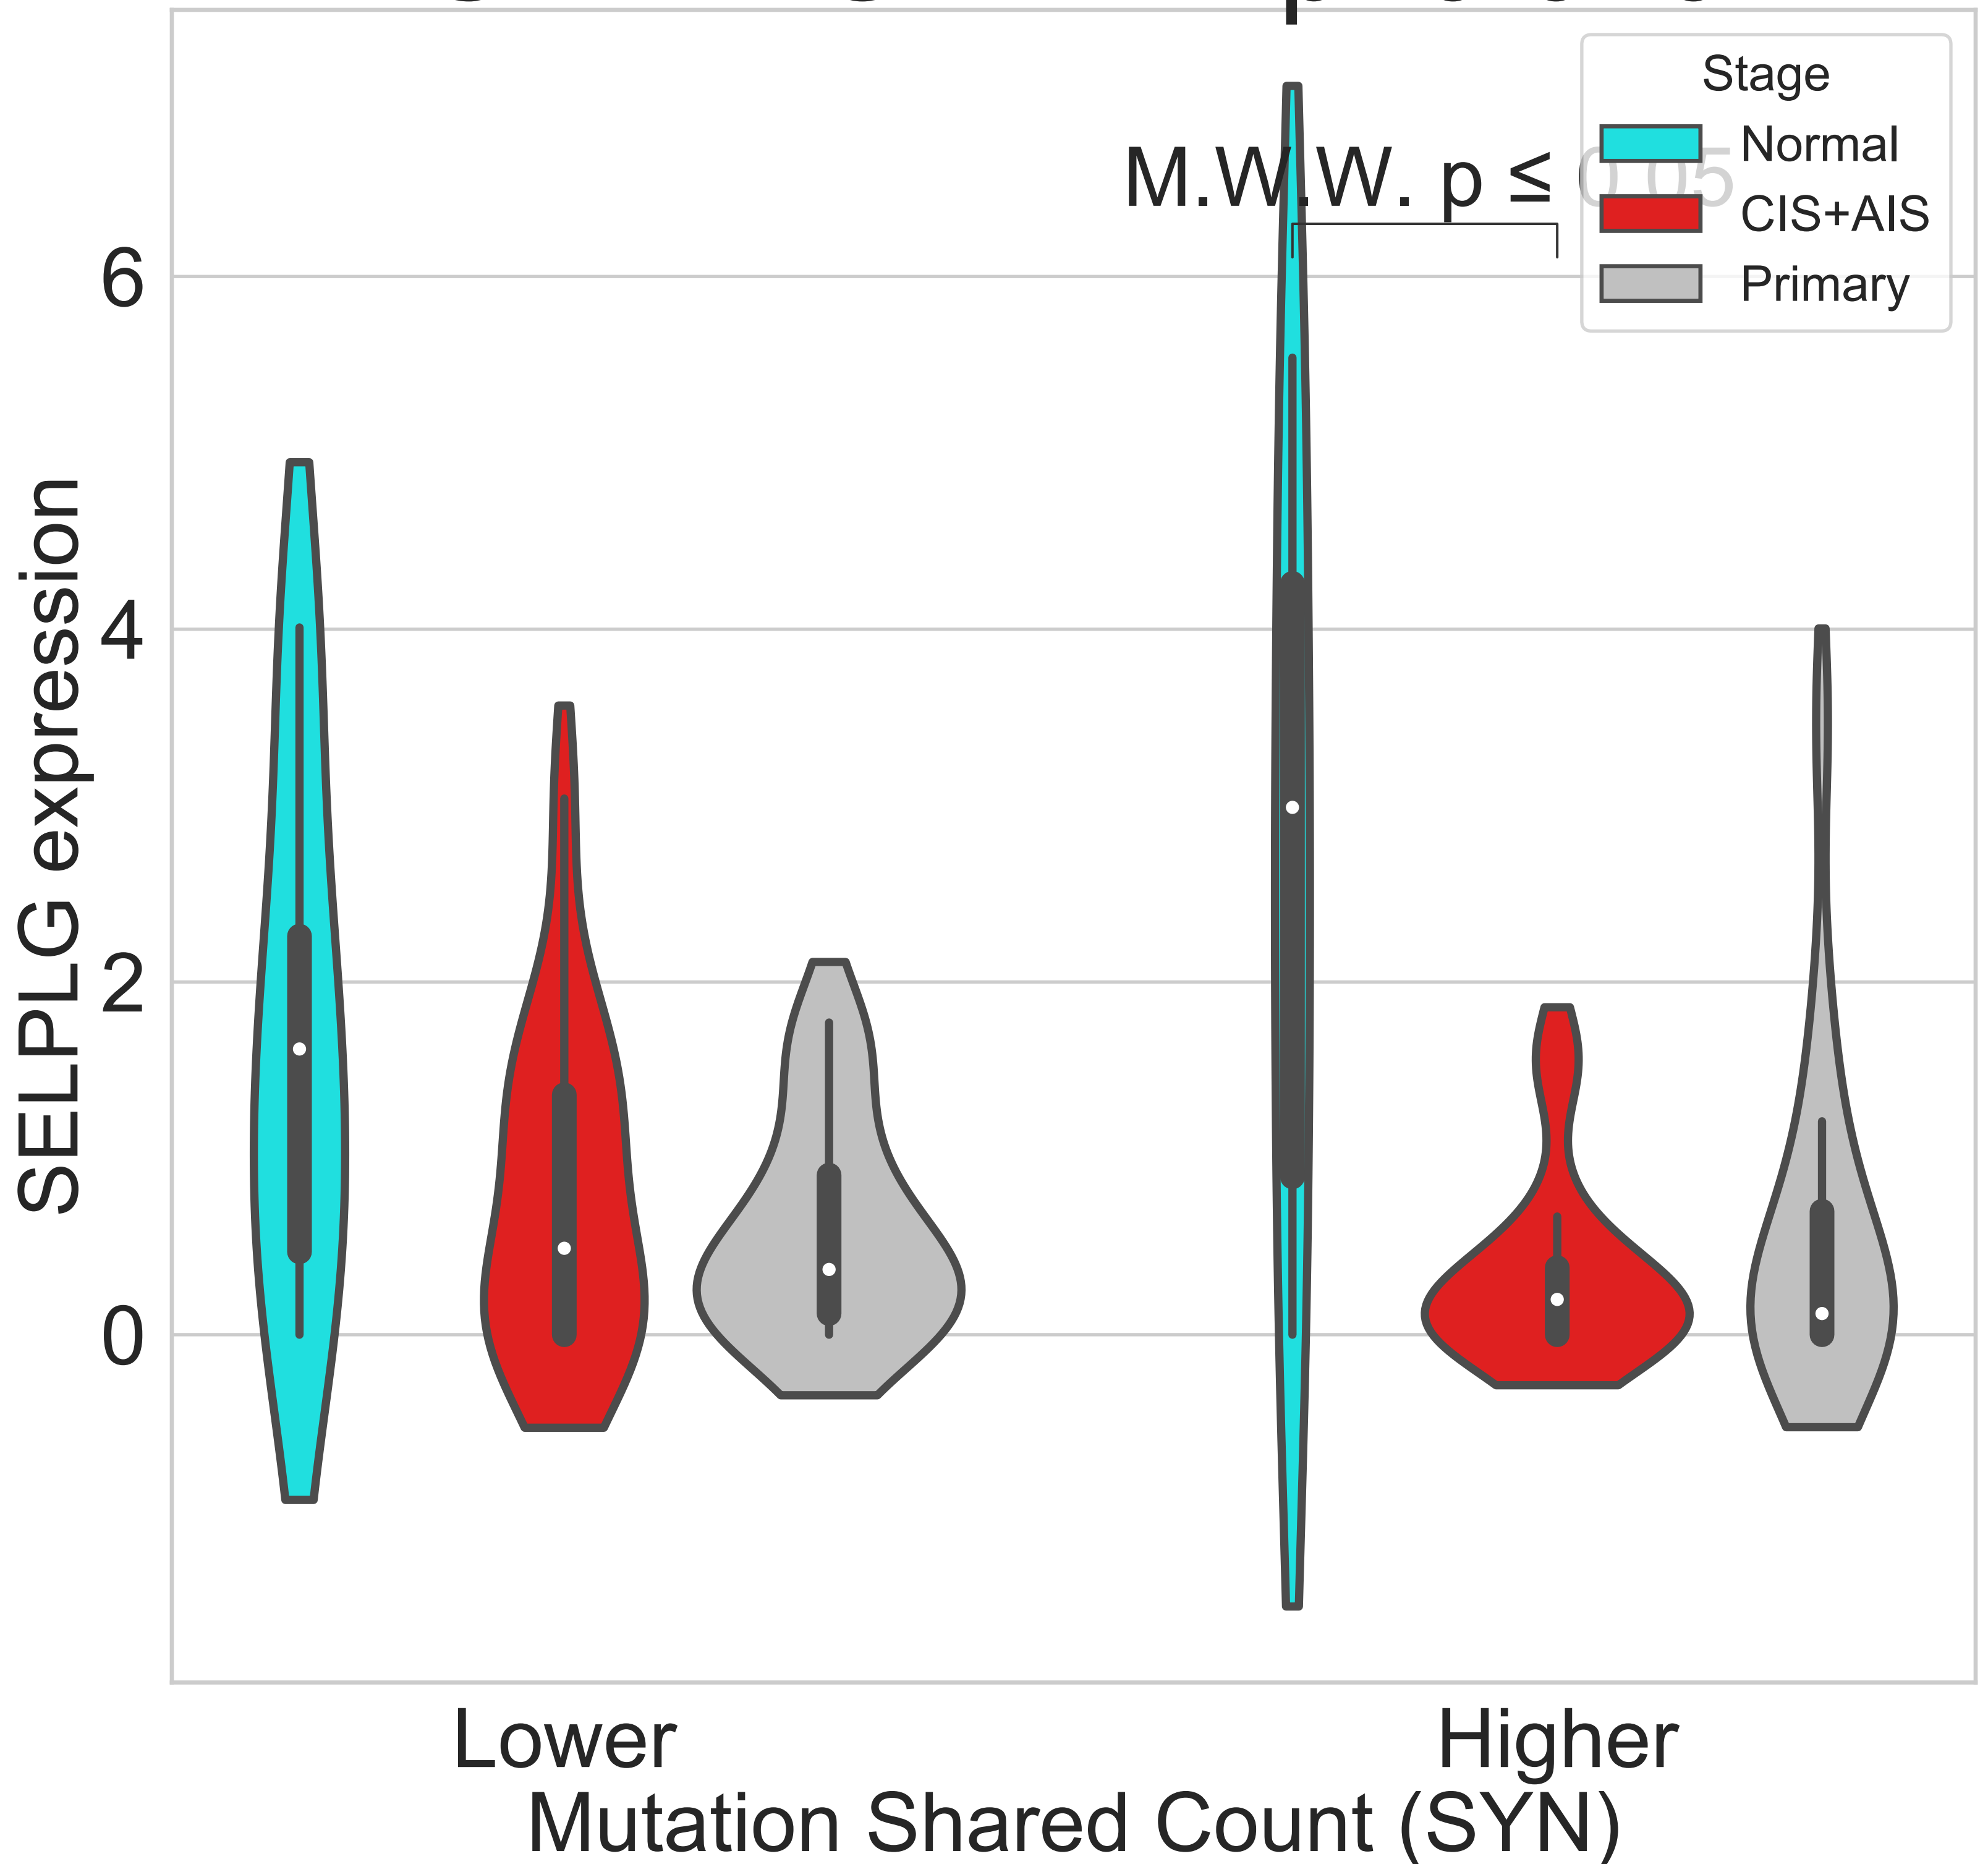 Stage
Normal
CIS+AIS
Primary
M.W.W. p ≤ 0.05
6
4
2
0
SELPLG expression
Lower
Higher
Mutation Shared Count (SYN)